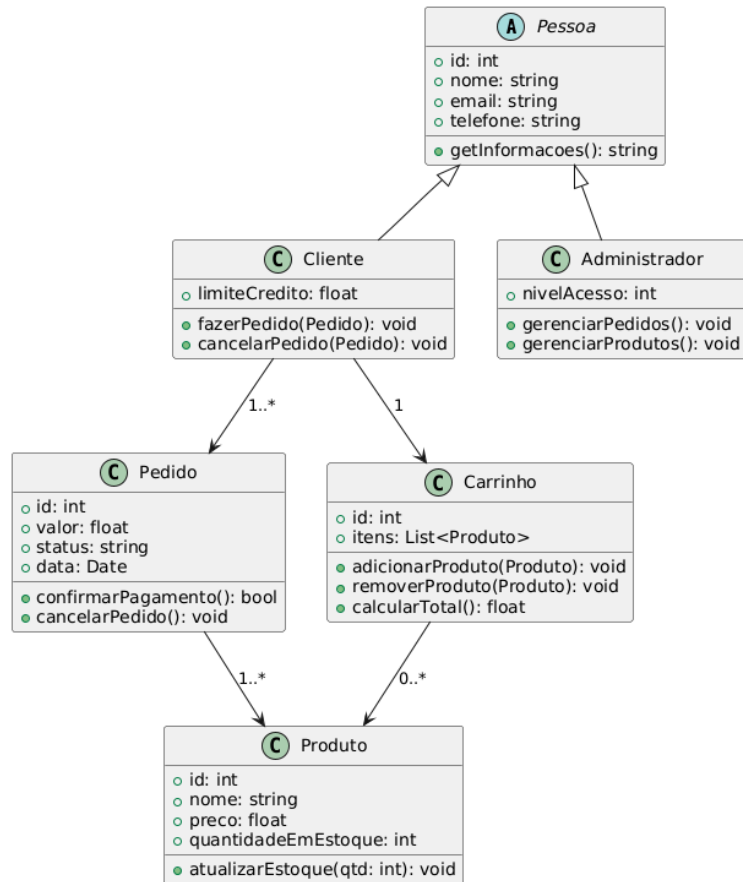 A Pessoa
id: int
nome: string
email: string
telefone: string
getInformacoes(): string
C Cliente
limiteCredito: float
fazerPedido(Pedido): void
cancelarPedido(Pedido): void
C Administrador
nivelAcesso: int
gerenciarPedidos(): void
gerenciarProdutos(): void
1..*
1
C Pedido
id: int
valor: float
status: string
data: Date
confirmarPagamento(): bool
cancelarPedido(): void
C Carrinho
id: int
itens: List<Produto>
adicionarProduto(Produto): void
removerProduto(Produto): void
calcularTotal(): float
1..*
0..*
C Produto
id: int
nome: string
preco: float
quantidadeEmEstoque: int
atualizarEstoque(qtd: int): void